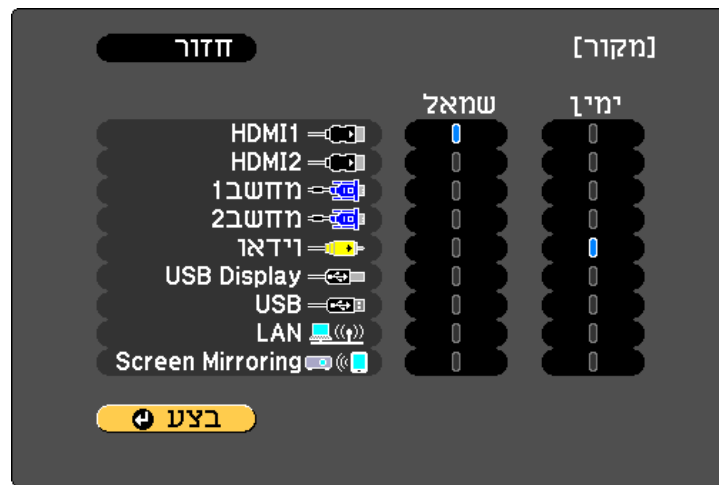 [מקור] חזור
ימין שמאל
HDMI1
HDMI2
מחשב1
מחשב2
וידאו
USB Display
USB
LAN
Screen Mirroring
בצע